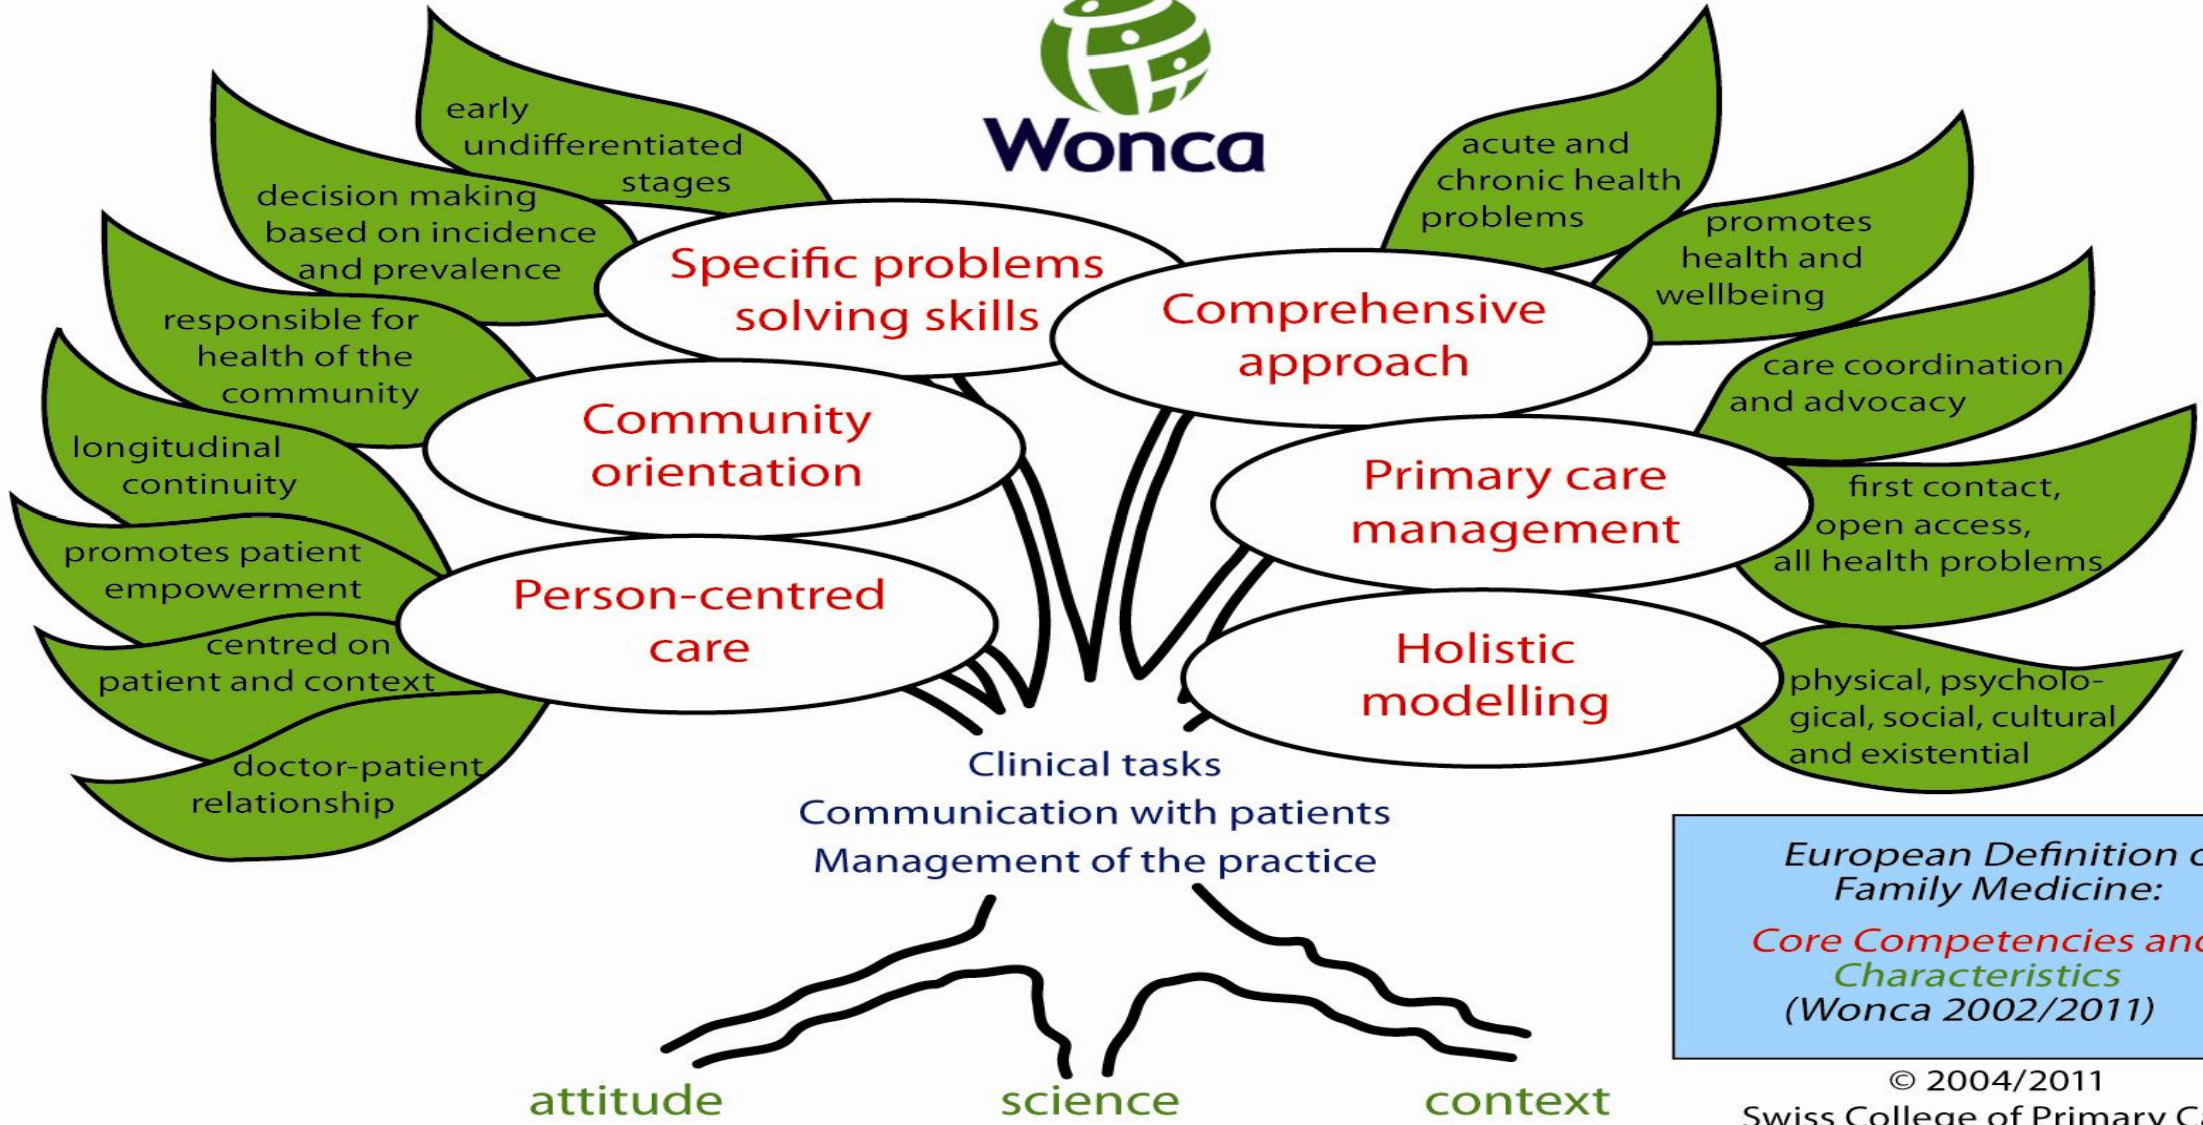 Wonca
early
undifferentiated
stages
decision making
based on incidence
and prevalence
responsible for
health of the
community
longitudinal
continuity
promotes patient
empowerment
centred on
patient and context
doctor-patient
relationship
Specific problems
solving skills
Community
orientation
Person-centred
care
Comprehensive
approach
Primary care
management
Holistic
modelling
acute and
chronic health
problems
promotes
health and
wellbeing
care coordination
and advocacy
first contact,
open access,
all health problems
physical, psycholo-
gical, social, cultural
and existential
Clinical tasks
Communication with patients
Management of the practice
attitude
science
context
European Definition
Family Medicine:
Core Competencies and
Characteristics
(Wonca 2002/2011)
© 2004/2011
Swiss College of Primary